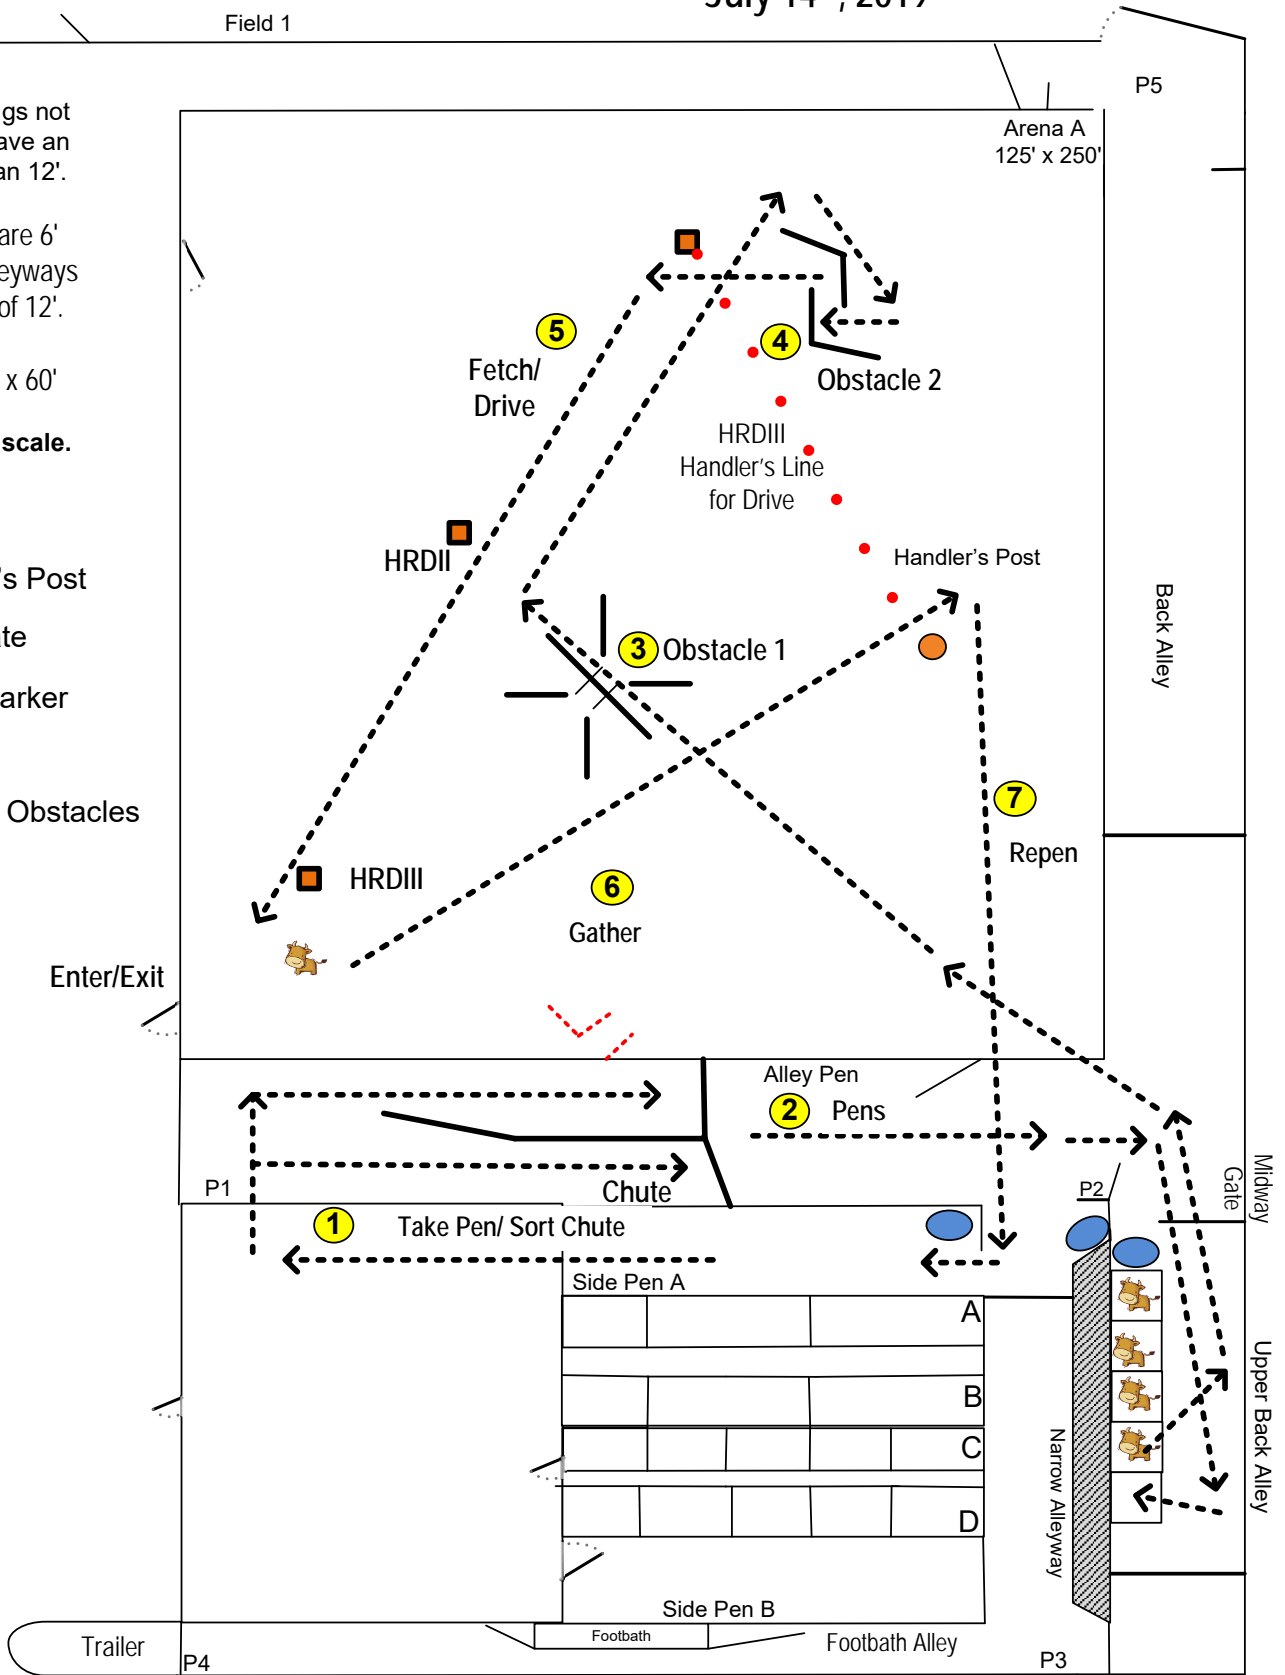 Field 1
P5
gs not
ave an
an 12'.
Arena A
125' x 250'
are 6'
eyways
of 12'.
5
Fetch/
Drive
4
Obstacle 2
x 60'
scale.
HRDIII
Handler's Line
for Drive
HRDII
Handler's Post
's Post
Back Alley
ate
3 Obstacle 1
arker
Obstacles
7
Repen
HRDIII
6
Gather
Enter/Exit
Alley Pen
2 Pens
P1
Chute
P2
Midway
Gate
1 Take Pen/ Sort Chute
Side Pen A
A
B
C
D
Narrow Alleyway
Upper Back Alley
Side Pen B
Footbath
Footbath Alley
Trailer
P4
P3